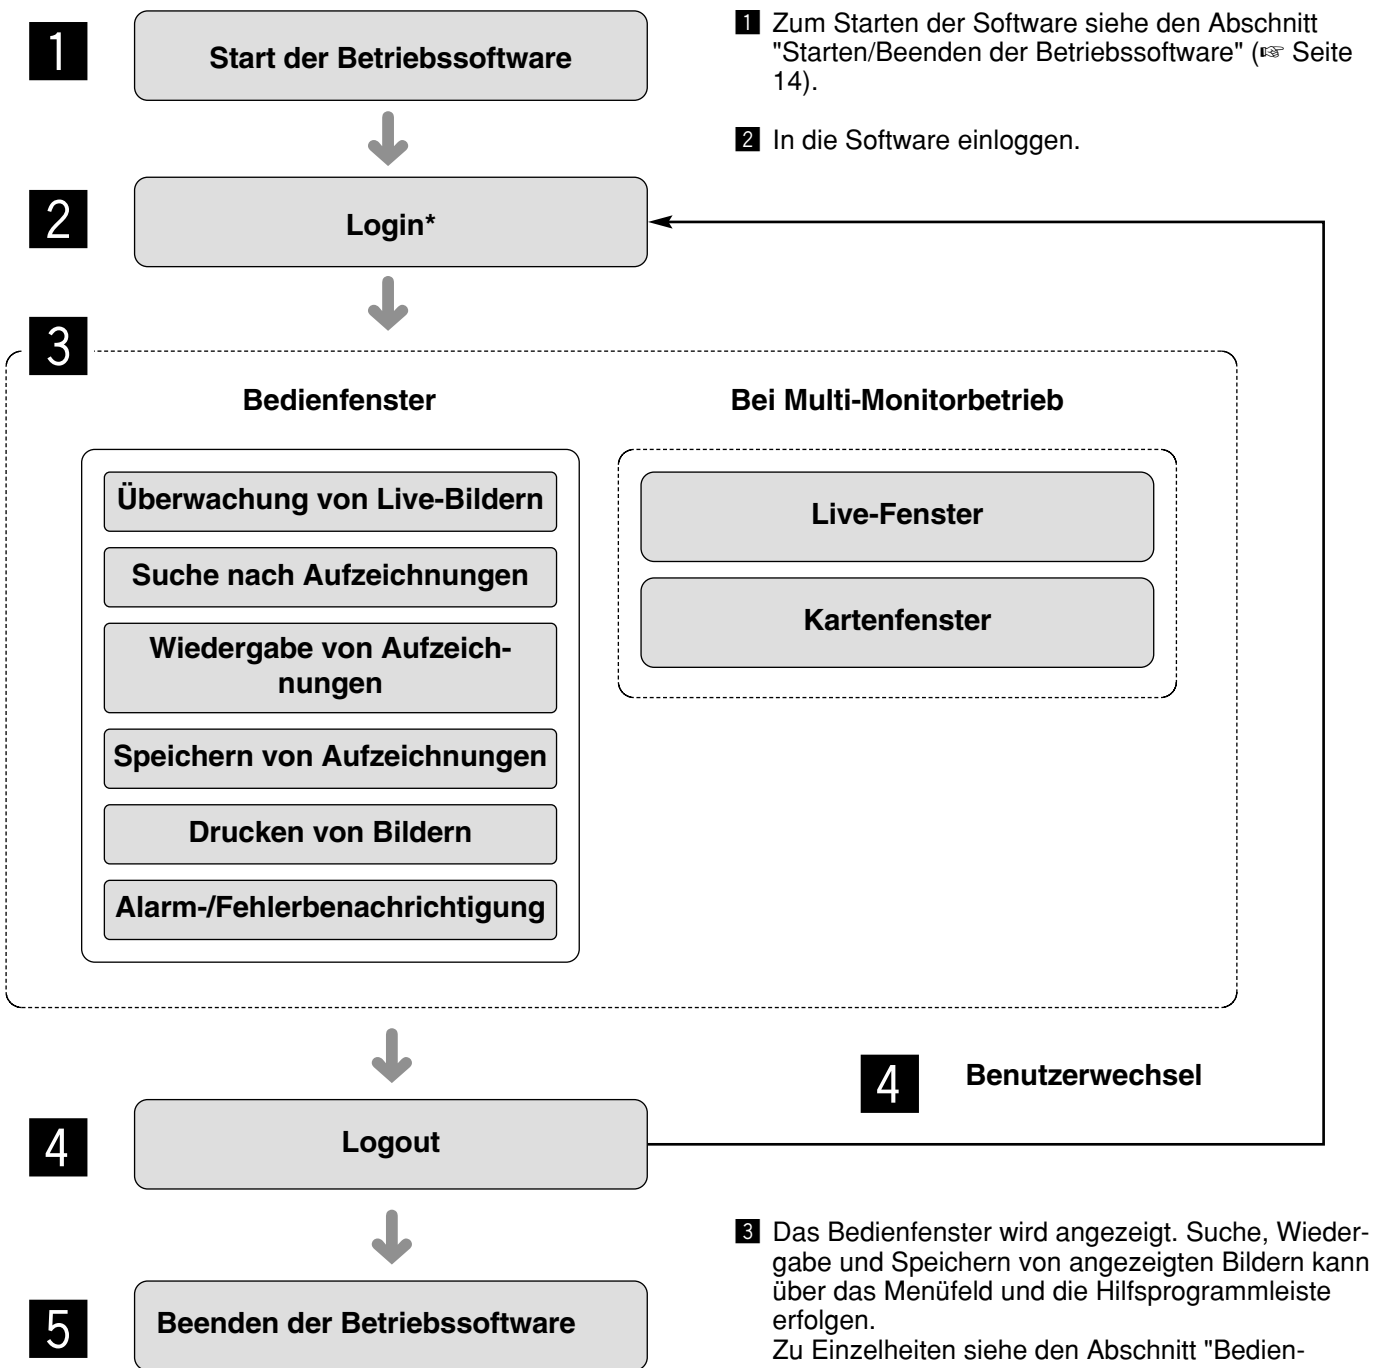 1
Start der Betriebssoftware
1 Zum Starten der Software siehe den Abschnitt
"Starten/Beenden der Betriebssoftware" (☞ Seite
14).
2 In die Software einloggen.
2
Login*
3
Bedienfenster
Überwachung von Live-Bildern
Suche nach Aufzeichnungen
Wiedergabe von Aufzeich-
nungen
Speichern von Aufzeichnungen
Drucken von Bildern
Alarm-/Fehlerbenachrichtigung
Bei Multi-Monitorbetrieb
Live-Fenster
Kartenfenster
4
Benutzerwechsel
4
Logout
5
Beenden der Betriebssoftware
3 Das Bedienfenster wird angezeigt. Suche, Wieder-
gabe und Speichern von angezeigten Bildern kann
über das Menüfeld und die Hilfsprogrammleiste
erfolgen.
Zu Einzelheiten siehe den Abschnitt "Bedien-